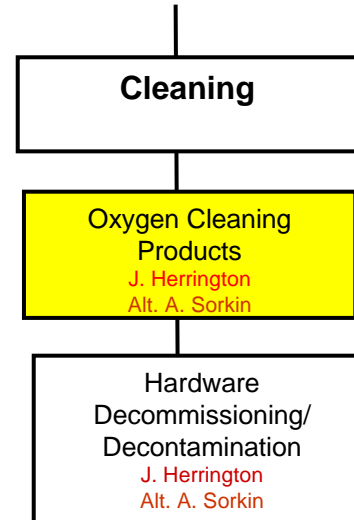 Cleaning
Oxygen Cleaning
Products
J. Herrington
Alt. A. Sorkin
Hardware
Decommissioning/
Decontamination
J. Herrington
Alt. A. Sorkin